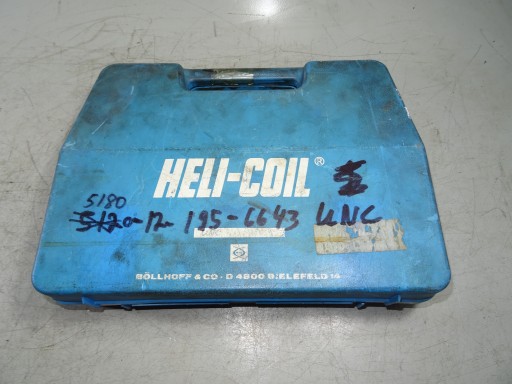 HELI-COIL®
5180
5120-12- 195-6643 UNC
BÖLLHOFF & CO · D 4800 BIELEFELD 14